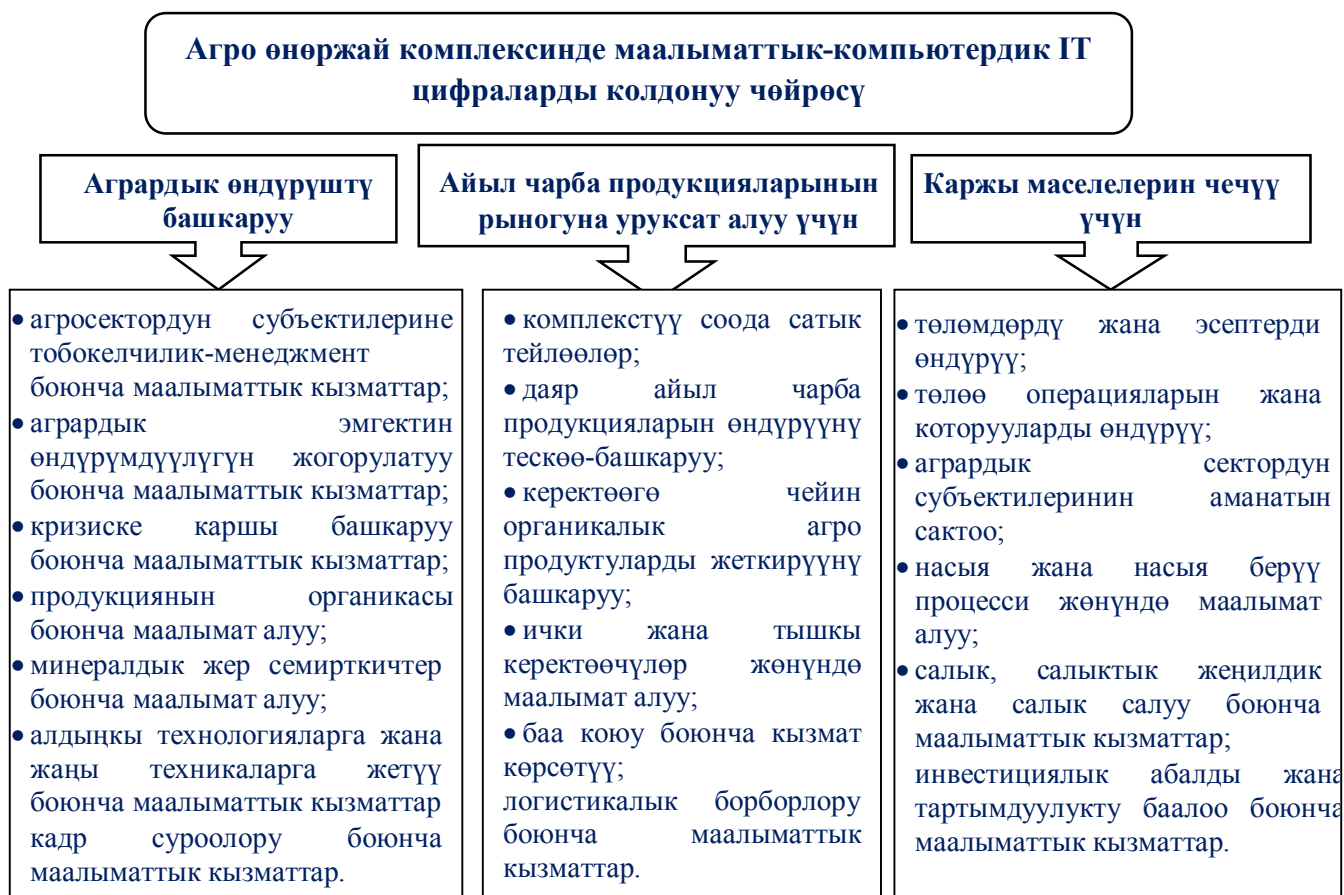 Агро өнөржай комплексинде маалыматтык-компьютердик IT
цифраларды колдонуу чөйрөсү
Агрардык өндүрүштү
башкаруу
Айыл чарба продукцияларынын
рыногуна уруксат алуу үчүн
Каржы маселелерин чечүү
үчүн
• агросектордун субъектилерине
тобокелчилик-менеджмент
боюнча маалыматтык кызматтар;
• агрардык эмгектин
өндүрүмдүүлүгүн жогорулатуу
боюнча маалыматтык кызматтар;
• кризиске каршы башкаруу
боюнча маалыматтык кызматтар;
• продукциянын органикасы
боюнча маалымат алуу;
• минералдык жер семирткичтер
боюнча маалымат алуу;
• алдыңкы технологияларга жана
жаңы техникаларга жетүү
боюнча маалыматтык кызматтар
кадр суроолору боюнча
маалыматтык кызматтар.
• комплекстүү соода сатык
тейлөөлөр;
• даяр айыл чарба
продукцияларын өндүрүүнү
тескөө-башкаруу;
• керектөөгө чейин
органикалык агро
продуктуларды жеткирүүнү
башкаруу;
• ички жана тышкы
керектөөчүлөр жөнүндө
маалымат алуу;
• баа коюу боюнча кызмат
көрсөтүү;
логистикалык борборлору
боюнча маалыматтык
кызматтар.
• төлөмдөрдү жана эсептерди
өндүрүү;
• төлөө операцияларын жана
которууларды өндүрүү;
• агрардык сектордун
субъектилеринин аманатын
сактоо;
• насыя жана насыя берүү
процесси жөнүндө маалымат
алуу;
• салык, салыктык жеңилдик
жана салык салуу боюнча
маалыматтык кызматтар;
инвестициялык абалды жана
тартымдуулукту баалоо боюнча
маалыматтык кызматтар.